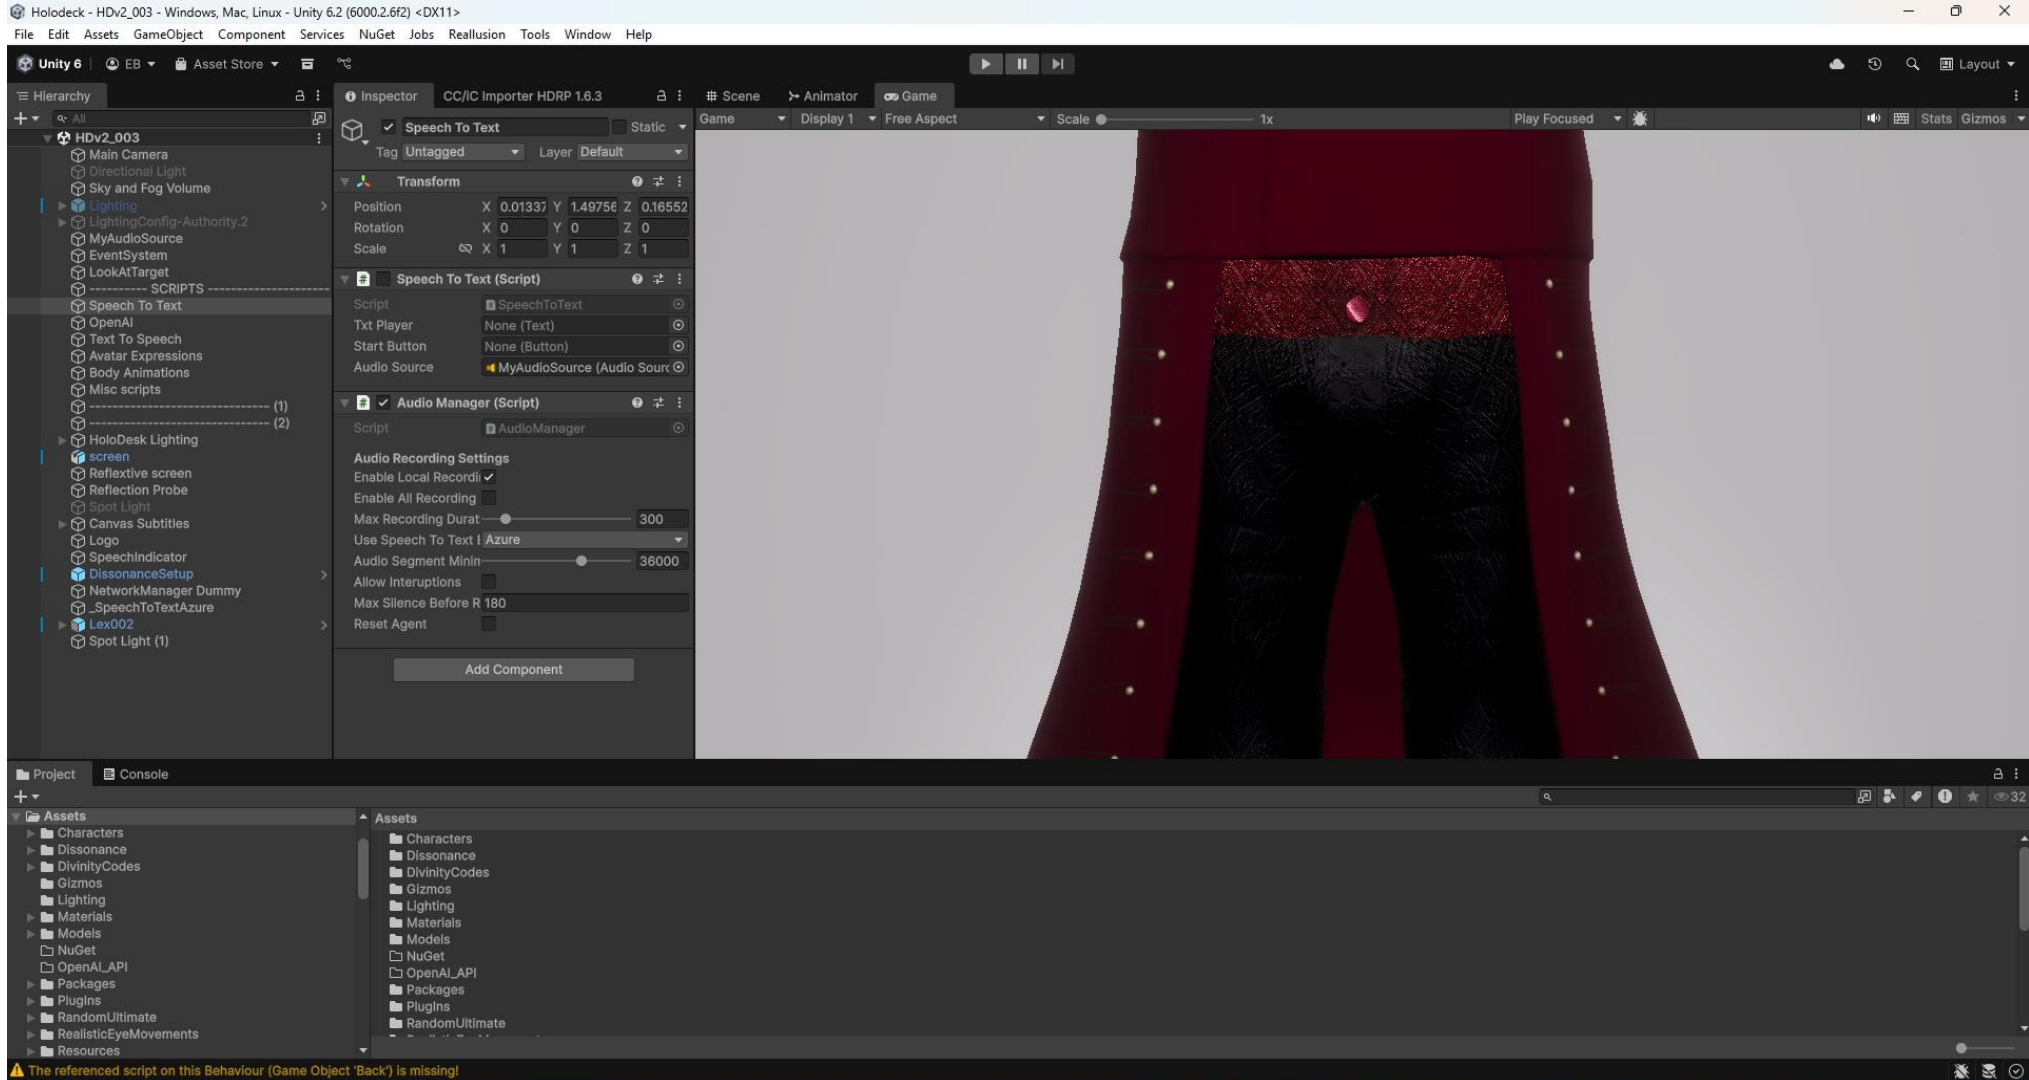 Holodeck - HDv2_003 - Windows, Mac, Linux - Unity 6.2 (6000.2.6f2) <DX11>
File Edit Assets GameObject Component Services NuGet Jobs Reallusion Tools Window Help
Unity 6 EB Asset Store Layout
Hierarchy
All
HDv2_003
Main Camera
Directional Light
Sky and Fog Volume
Lighting
LightingConfig-Authority.2
MyAudioSource
EventSystem
LookAtTarget
---------- SCRIPTS ---------------------
Speech To Text
OpenAI
Text To Speech
Avatar Expressions
Body Animations
Misc scripts
------------------------------- (1)
------------------------------- (2)
HoloDesk Lighting
screen
Reflextive screen
Reflection Probe
Spot Light
Canvas Subtitles
Logo
SpeechIndicator
DissonanceSetup
NetworkManager Dummy
_SpeechToTextAzure
Lex002
Spot Light (1)
Inspector CC/iC Importer HDRP 1.6.3
Speech To Text Static
Tag Untagged Layer Default
Transform
Position X 0.01337 Y 1.49756 Z 0.16552
Rotation X 0 Y 0 Z 0
Scale X 1 Y 1 Z 1
# Speech To Text (Script)
Script SpeechToText
Txt Player None (Text)
Start Button None (Button)
Audio Source MyAudioSource (Audio Sourc
# Audio Manager (Script)
Script AudioManager
Audio Recording Settings
Enable Local Recordi
Enable All Recording
Max Recording Durat 300
Use Speech To Text Azure
Audio Segment Minin 36000
Allow Interuptions
Max Silence Before R 180
Reset Agent
Add Component
# Scene Animator Game
Game Display 1 Free Aspect Scale 1x Play Focused Stats Gizmos
Project Console
32
Assets
Characters
Dissonance
DivinityCodes
Gizmos
Lighting
Materials
Models
NuGet
OpenAI_API
Packages
PlugIns
RandomUltimate
RealisticEyeMovements
Resources
Assets
Characters
Dissonance
DivinityCodes
Gizmos
Lighting
Materials
Models
NuGet
OpenAI_API
Packages
PlugIns
RandomUltimate
The referenced script on this Behaviour (Game Object 'Back') is missing!